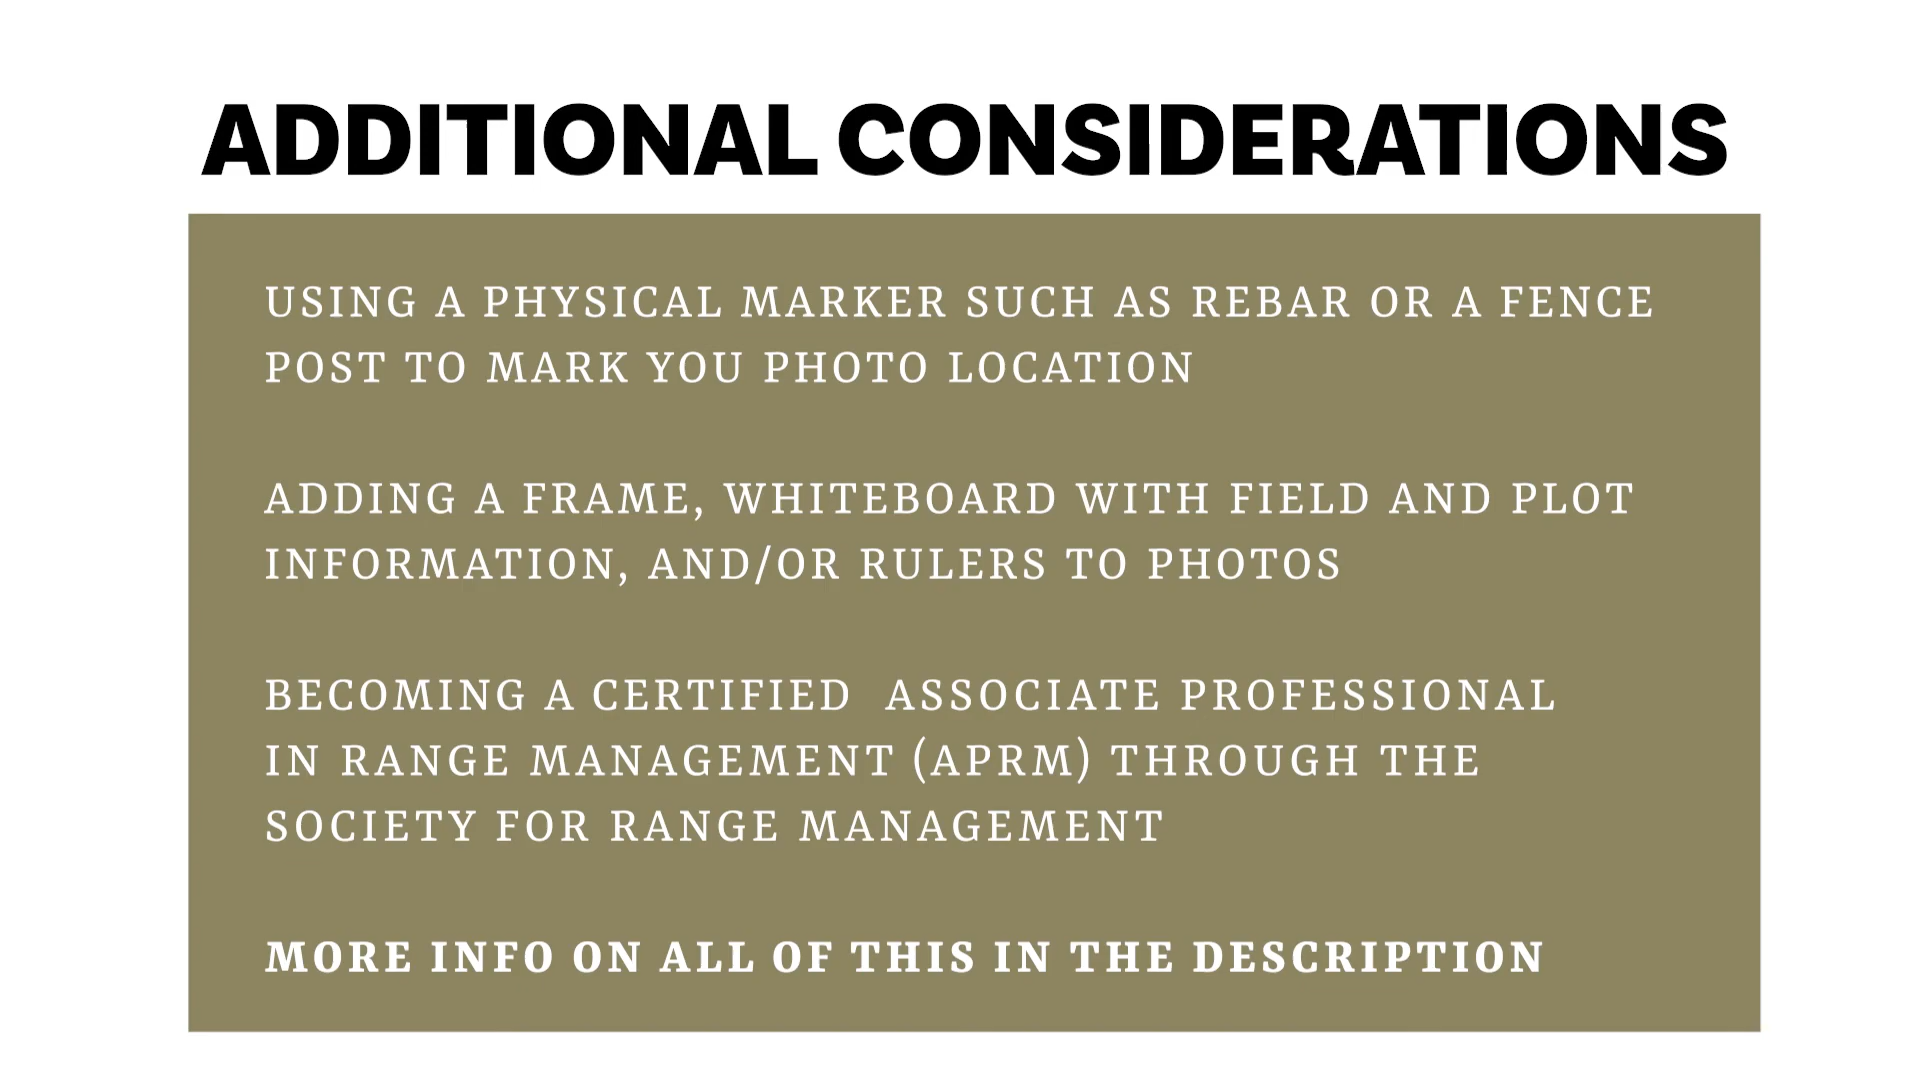 ADDITIONAL CONSIDERATIONS
USING A PHYSICAL MARKER SUCH AS REBAR OR A FENCE
POST TO MARK YOU PHOTO LOCATION
ADDING A FRAME, WHITEBOARD WITH FIELD AND PLOT
INFORMATION, AND/OR RULERS TO PHOTOS
BECOMING A CERTIFIED  ASSOCIATE PROFESSIONAL
IN RANGE MANAGEMENT (APRM) THROUGH THE
SOCIETY FOR RANGE MANAGEMENT
MORE INFO ON ALL OF THIS IN THE DESCRIPTION